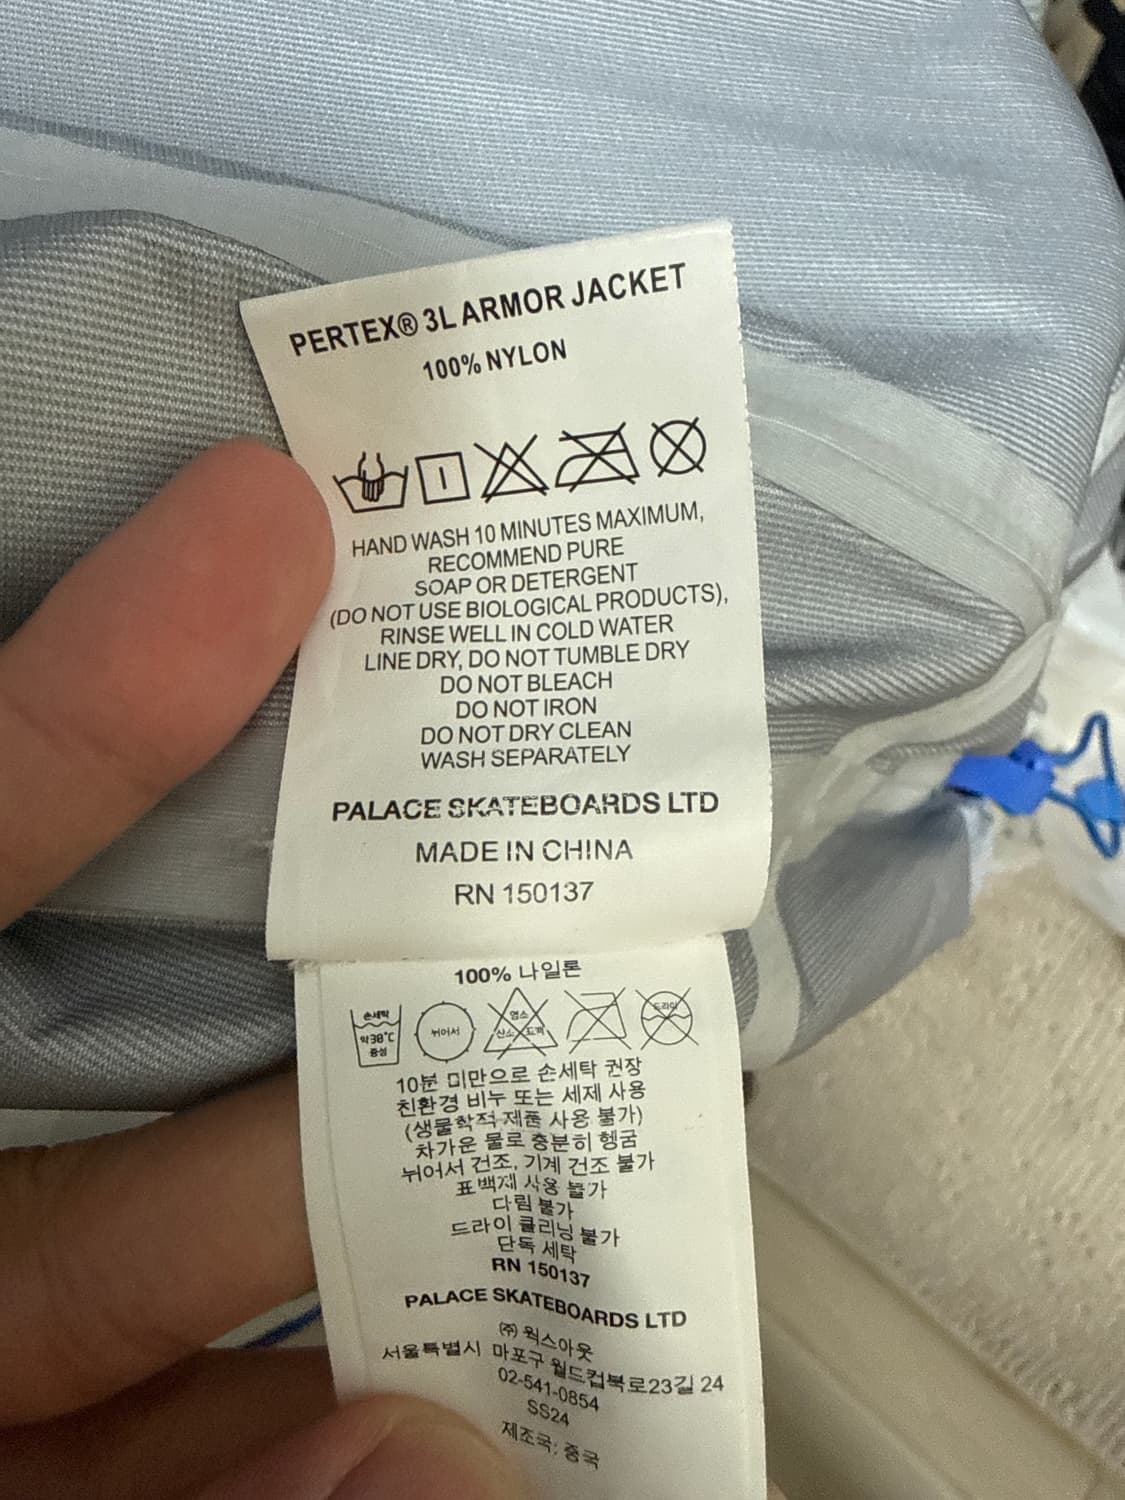 PERTEX® 3L ARMOR JACKET
100% NYLON
HAND WASH 10 MINUTES MAXIMUM,
RECOMMEND PURE
SOAP OR DETERGENT
(DO NOT USE BIOLOGICAL PRODUCTS),
RINSE WELL IN COLD WATER
LINE DRY, DO NOT TUMBLE DRY
DO NOT BLEACH
DO NOT IRON
DO NOT DRY CLEAN
WASH SEPARATELY
PALACE SKATEBOARDS LTD
MADE IN CHINA
RN 150137
100% 나일론
손세탁
약30°C
중성
뉘어서
염소
산소 표백
드라이
10분 미만으로 손세탁 권장
친환경 비누 또는 세제 사용
(생물학적 제품 사용 불가)
차가운 물로 충분히 헹굼
뉘어서 건조, 기계 건조 불가
표백제 사용 불가
다림 불가
드라이 클리닝 불가
단독 세탁
RN 150137
PALACE SKATEBOARDS LTD
(주) 웍스아웃
서울특별시 마포구 월드컵북로23길 24
02-541-0854
SS24
제조국: 중국